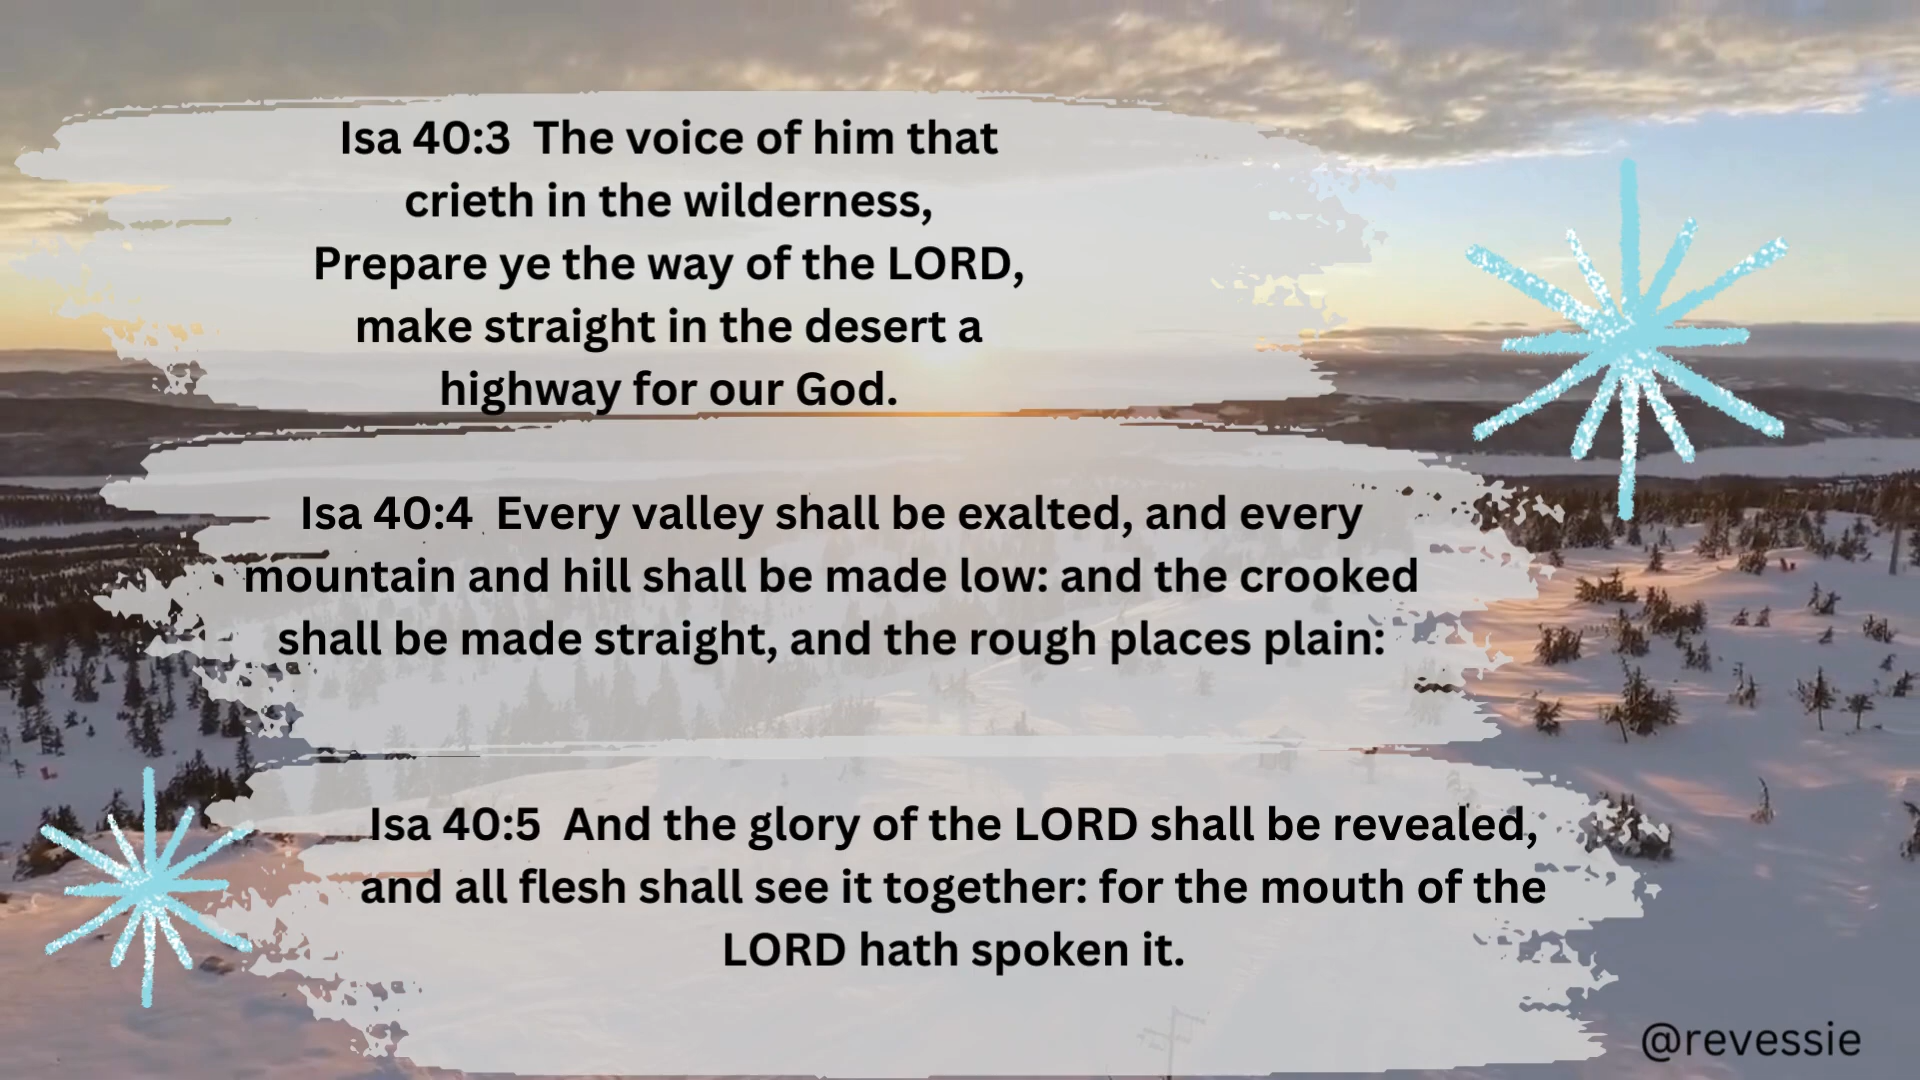 Isa 40:3  The voice of him that
crieth in the wilderness,
Prepare ye the way of the LORD,
make straight in the desert a
highway for our God.
Isa 40:4  Every valley shall be exalted, and every
mountain and hill shall be made low: and the crooked
shall be made straight, and the rough places plain:
Isa 40:5  And the glory of the LORD shall be revealed,
and all flesh shall see it together: for the mouth of the
LORD hath spoken it.
@revessie